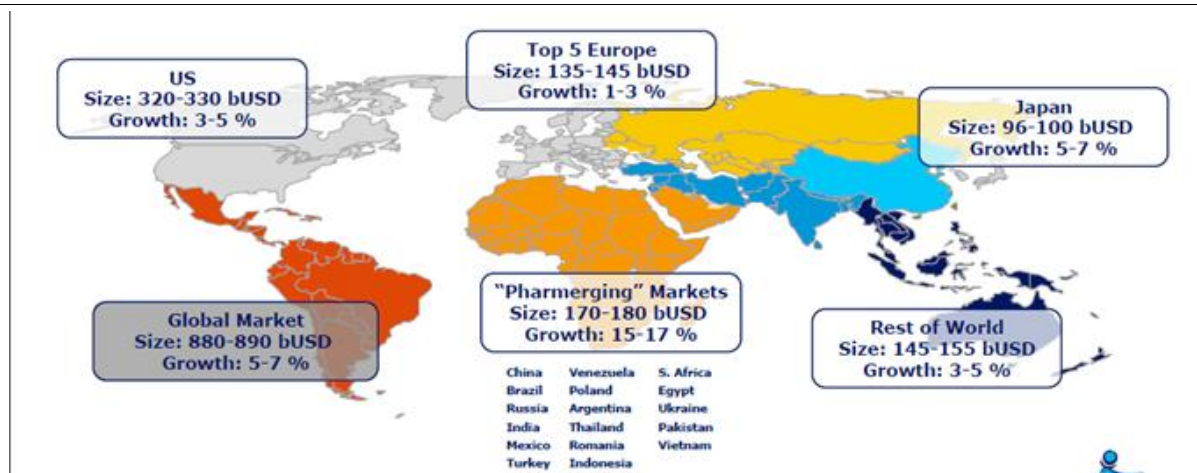 US
Size: 320-330 bUSD
Growth: 3-5 %
Top 5 Europe
Size: 135-145 bUSD
Growth: 1-3 %
Japan
Size: 96-100 bUSD
Growth: 5-7 %
Global Market
Size: 880-890 bUSD
Growth: 5-7 %
“Pharmerging” Markets
Size: 170-180 bUSD
Growth: 15-17 %
Rest of World
Size: 145-155 bUSD
Growth: 3-5 %
China Venezuela S. Africa
Brazil Poland Egypt
Russia Argentina Ukraine
India Thailand Pakistan
Mexico Romania Vietnam
Turkey Indonesia